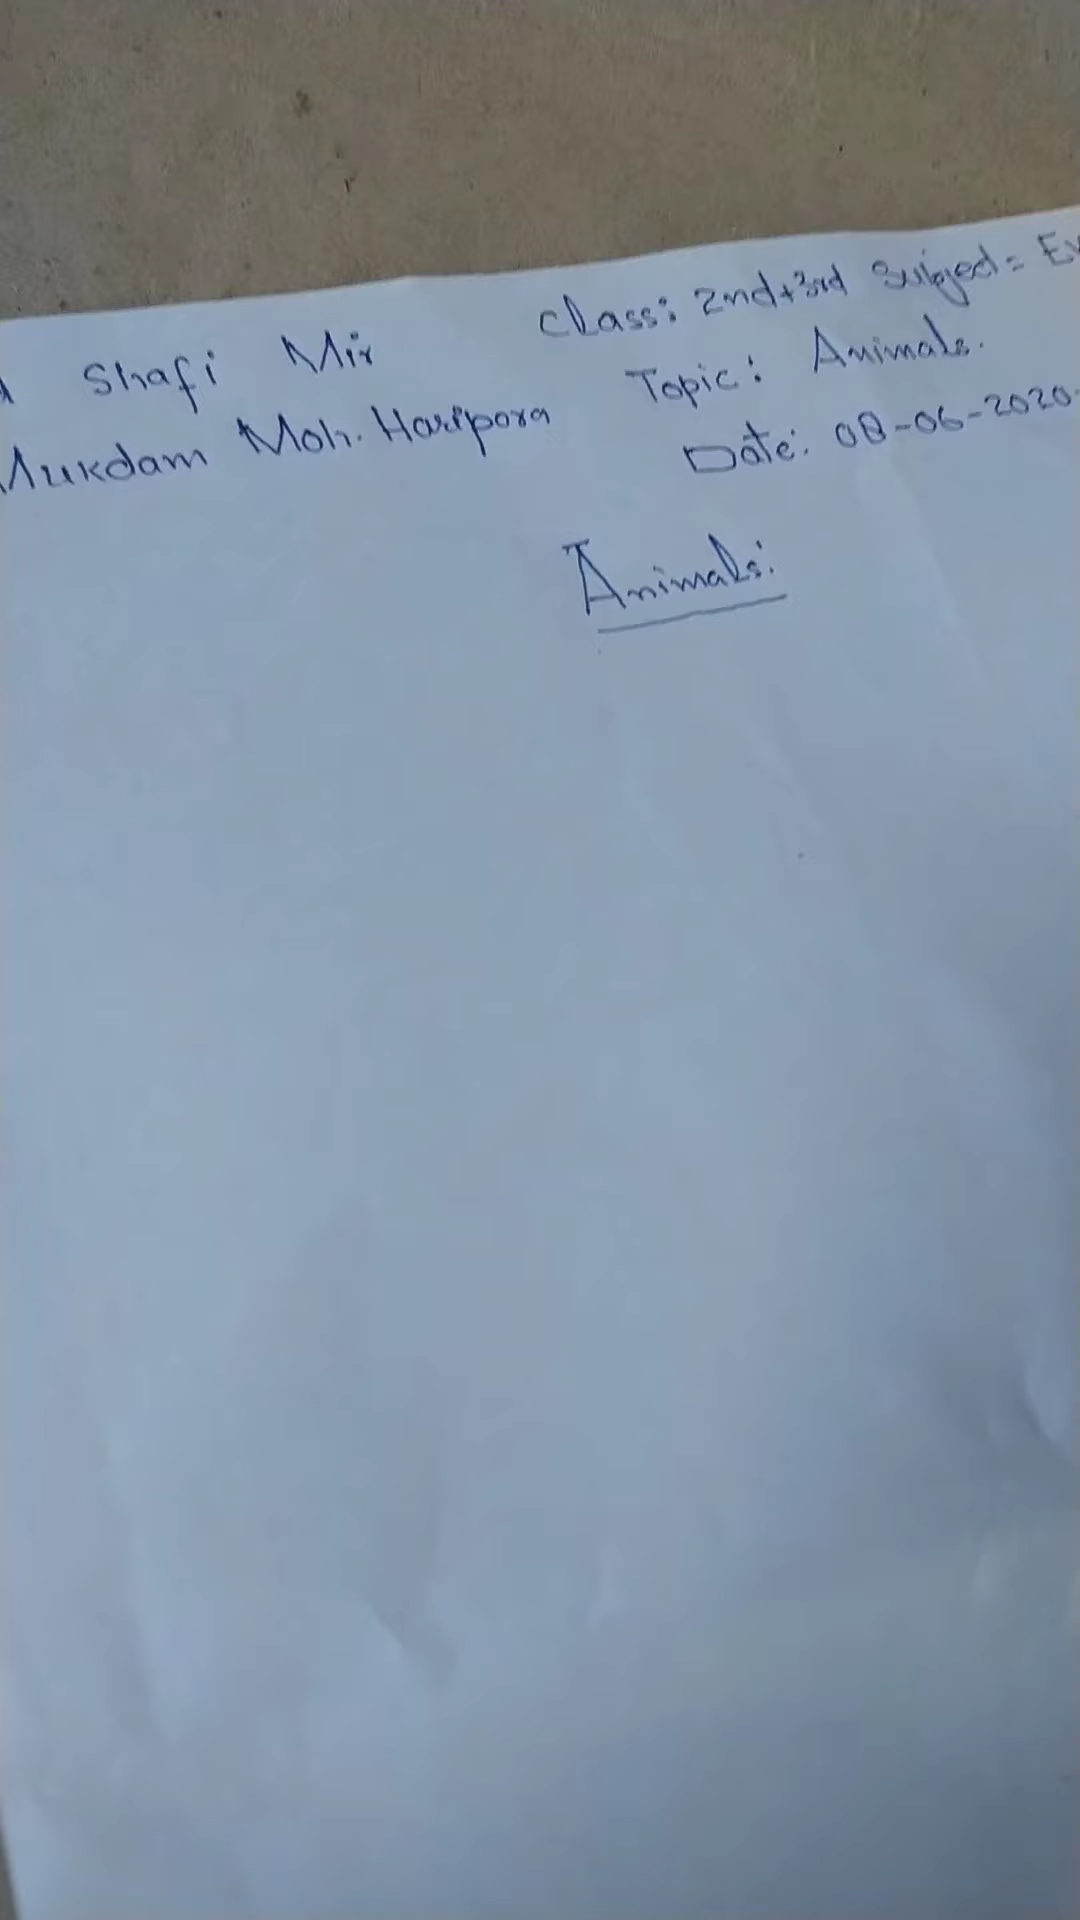 Shafi Mir
Mukdam Moh. Haripora
Class: 2nd+3rd Subject=
Topic: Animals.
Date: 08-06-2020.
Animals: